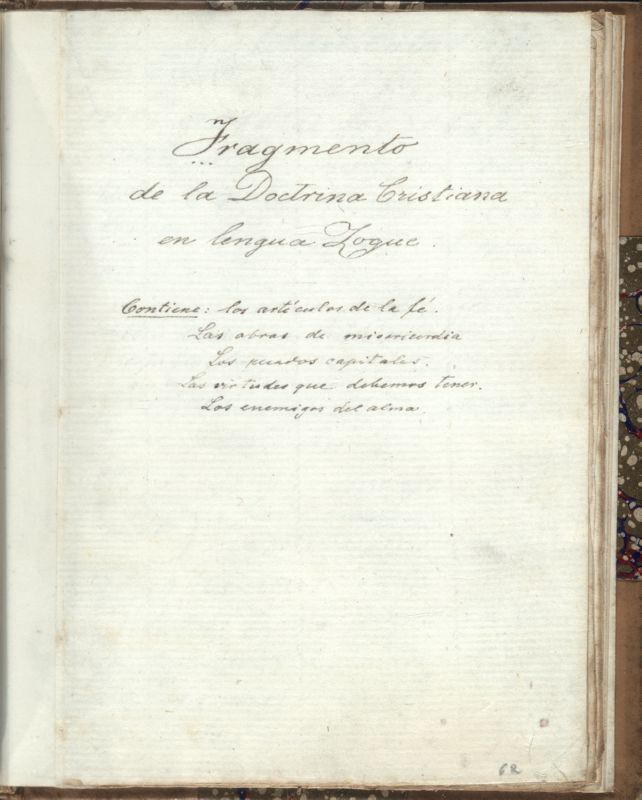 Fragmento
de la Doctrina Cristiana
en lengua Zoque.
Contiene: los artículos de la fé.
Las obras de misericordia
Los pecados capitales.
Las virtudes que debemos tener.
Los enemigos del alma.
62